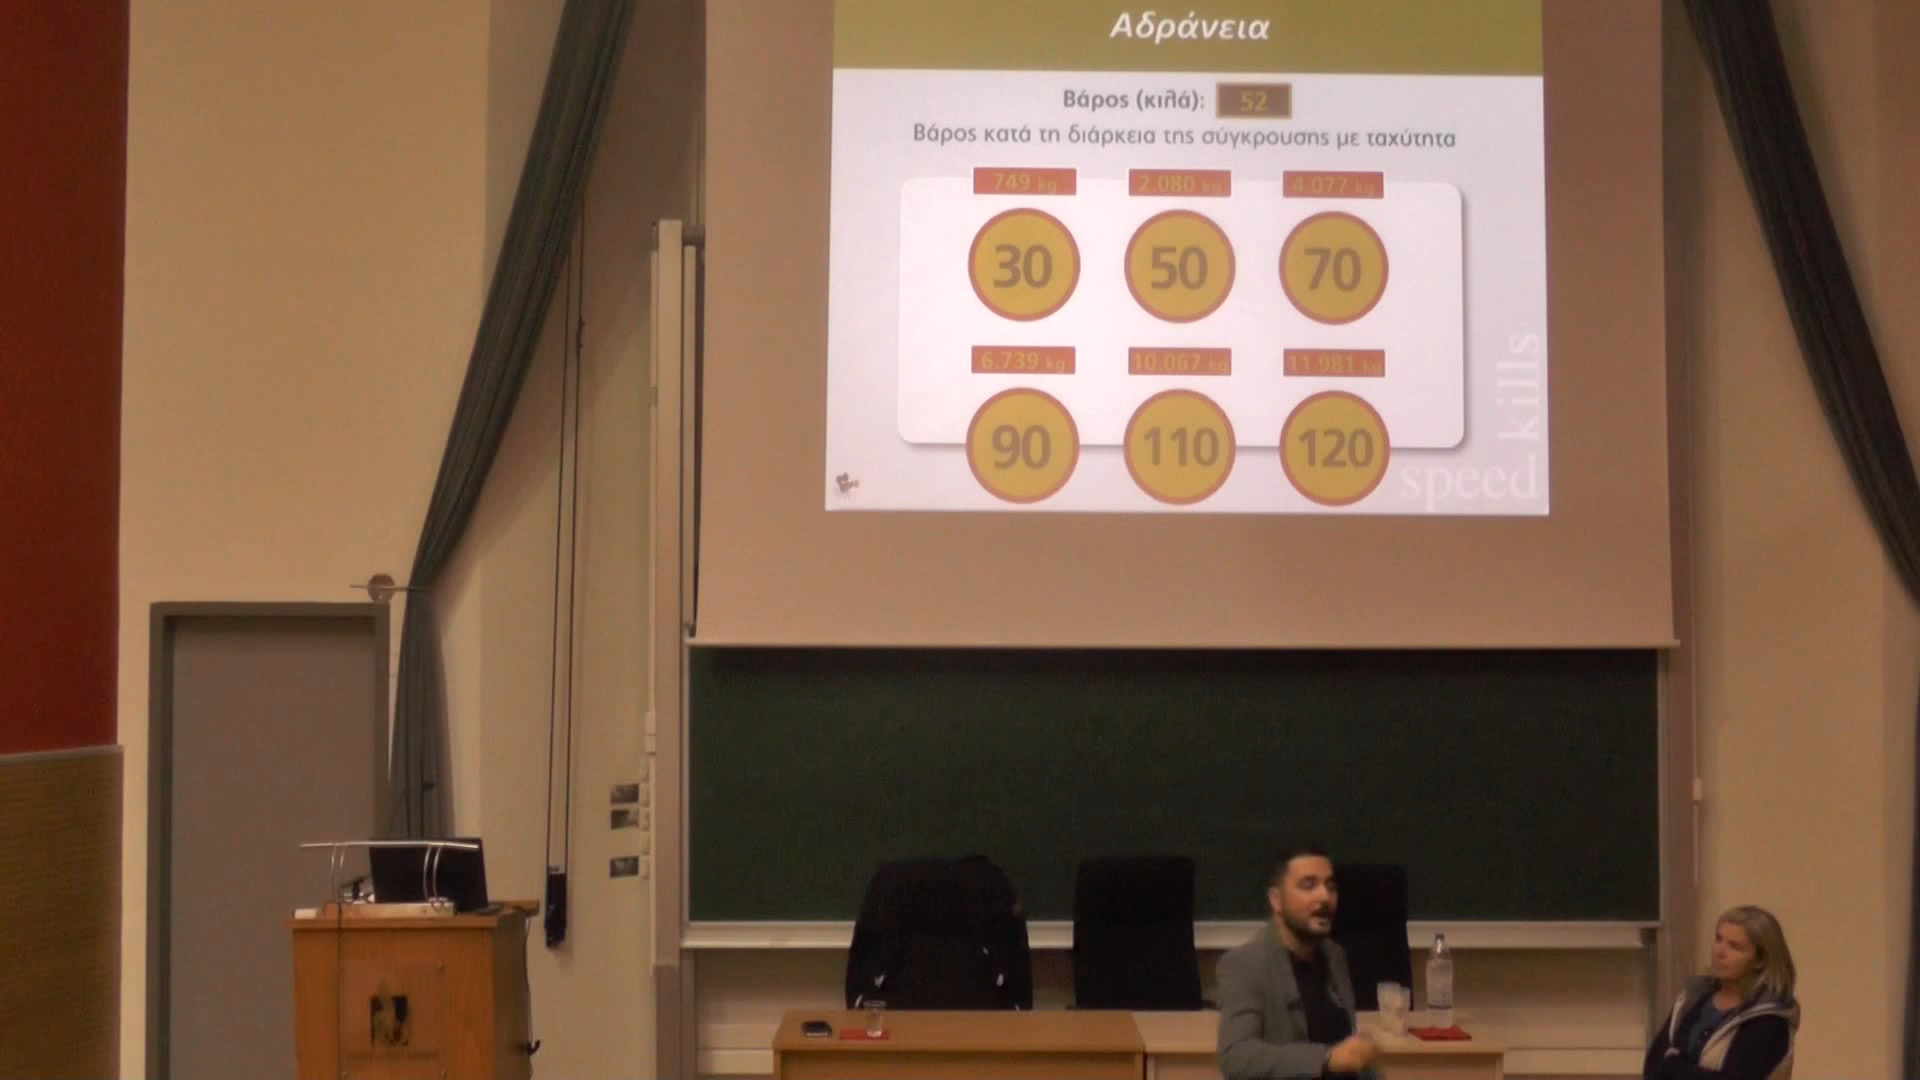 Αδράνεια
Βάρος (κιλά): 52
Βάρος κατά τη διάρκεια της σύγκρουσης με ταχύτητα
749 kg 2.080 kg 4.077 kg
30 50 70
6.739 kg 10.067 kg 11.981 kg
90 110 120
speed kills